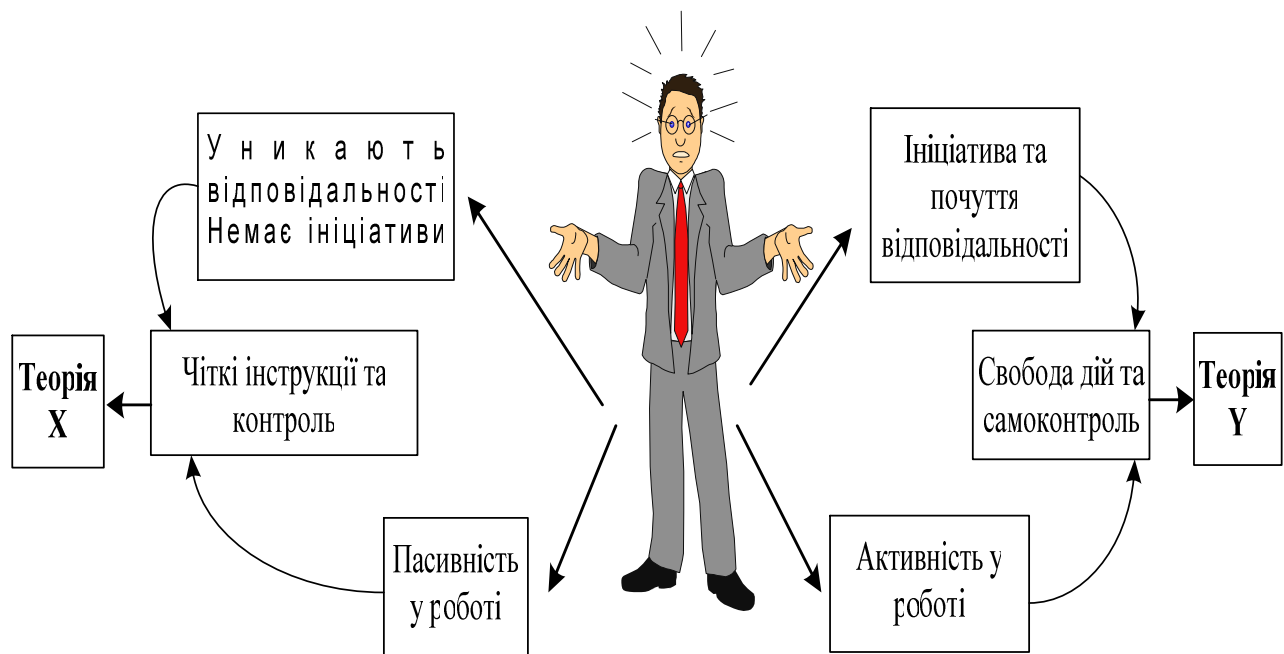 У н и к а ю т ь
відповідальності
Немає ініціативи
Чіткі інструкції та
контроль
Теорія
X
Пасивність
у роботі
Ініціатива та
почуття
відповідальності
Свобода дій та
самоконтроль
Теорія
Y
Активність у
роботі